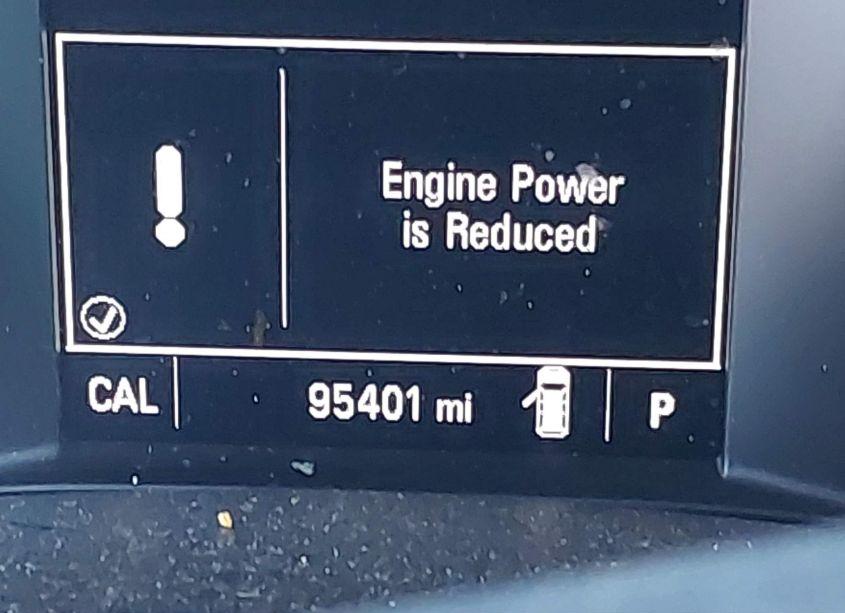 Engine Power
is Reduced
CAL
95401 mi
P